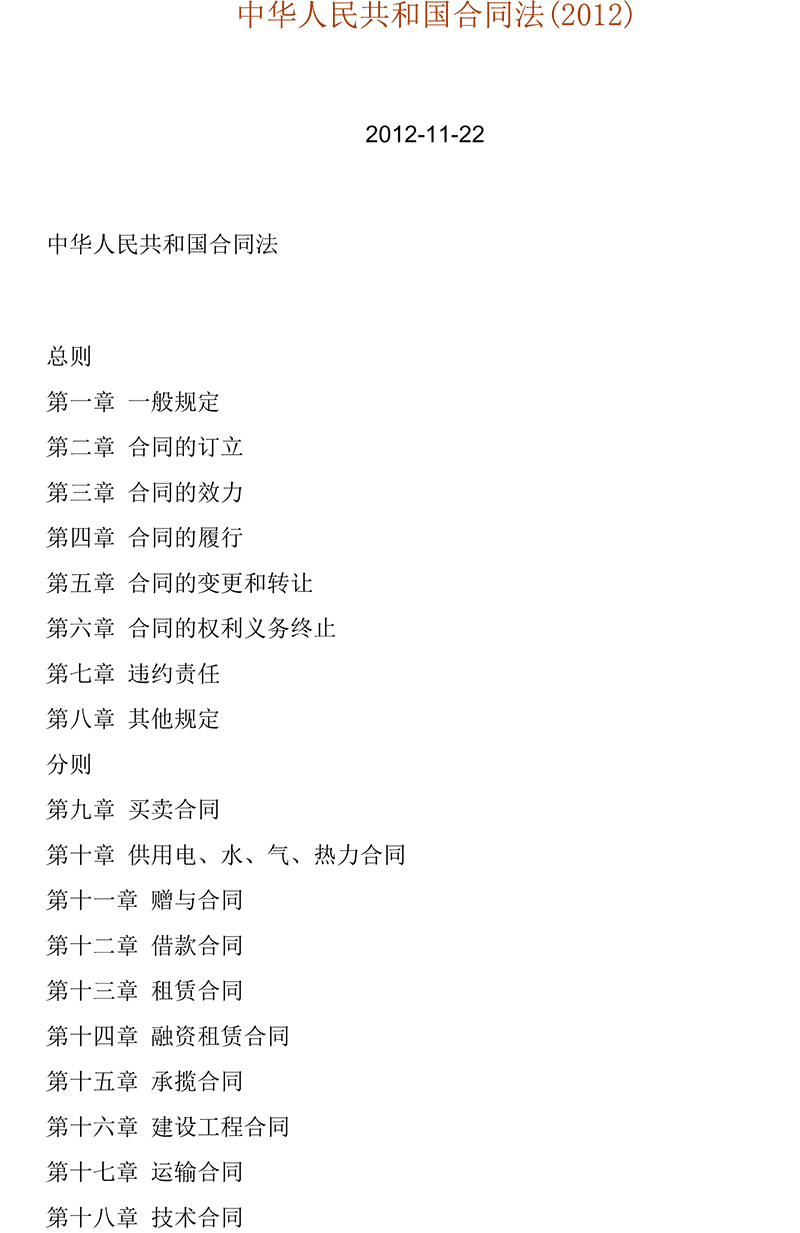 中华人民共和国合同法(2012)
2012-11-22
中华人民共和国合同法
总则
第一章 一般规定
第二章 合同的订立
第三章 合同的效力
第四章 合同的履行
第五章 合同的变更和转让
第六章 合同的权利义务终止
第七章 违约责任
第八章 其他规定
分则
第九章 买卖合同
第十章 供用电、水、气、热力合同
第十一章 赠与合同
第十二章 借款合同
第十三章 租赁合同
第十四章 融资租赁合同
第十五章 承揽合同
第十六章 建设工程合同
第十七章 运输合同
第十八章 技术合同